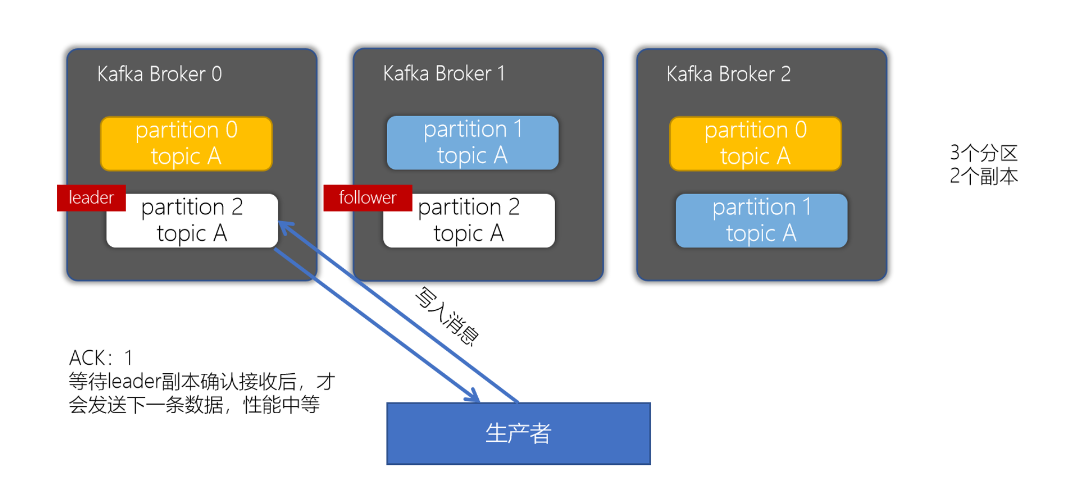 Kafka Broker 0
partition 0
topic A
leader
partition 2
topic A
Kafka Broker 1
partition 1
topic A
follower
partition 2
topic A
Kafka Broker 2
partition 0
topic A
partition 1
topic A
3个分区
2个副本
写入消息
ACK：1
等待leader副本确认接收后，才
会发送下一条数据，性能中等
生产者